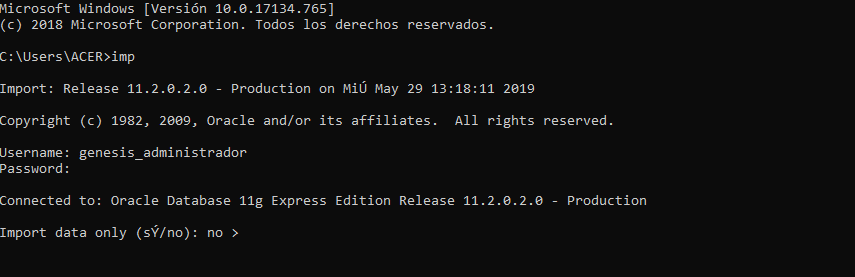 Microsoft Windows [Versión 10.0.17134.765]
(c) 2018 Microsoft Corporation. Todos los derechos reservados.
C:\Users\ACER>imp
Import: Release 11.2.0.2.0 - Production on MiÚ May 29 13:18:11 2019
Copyright (c) 1982, 2009, Oracle and/or its affiliates.  All rights reserved.
Username: genesis_administrador
Password:
Connected to: Oracle Database 11g Express Edition Release 11.2.0.2.0 - Production
Import data only (sÝ/no): no >